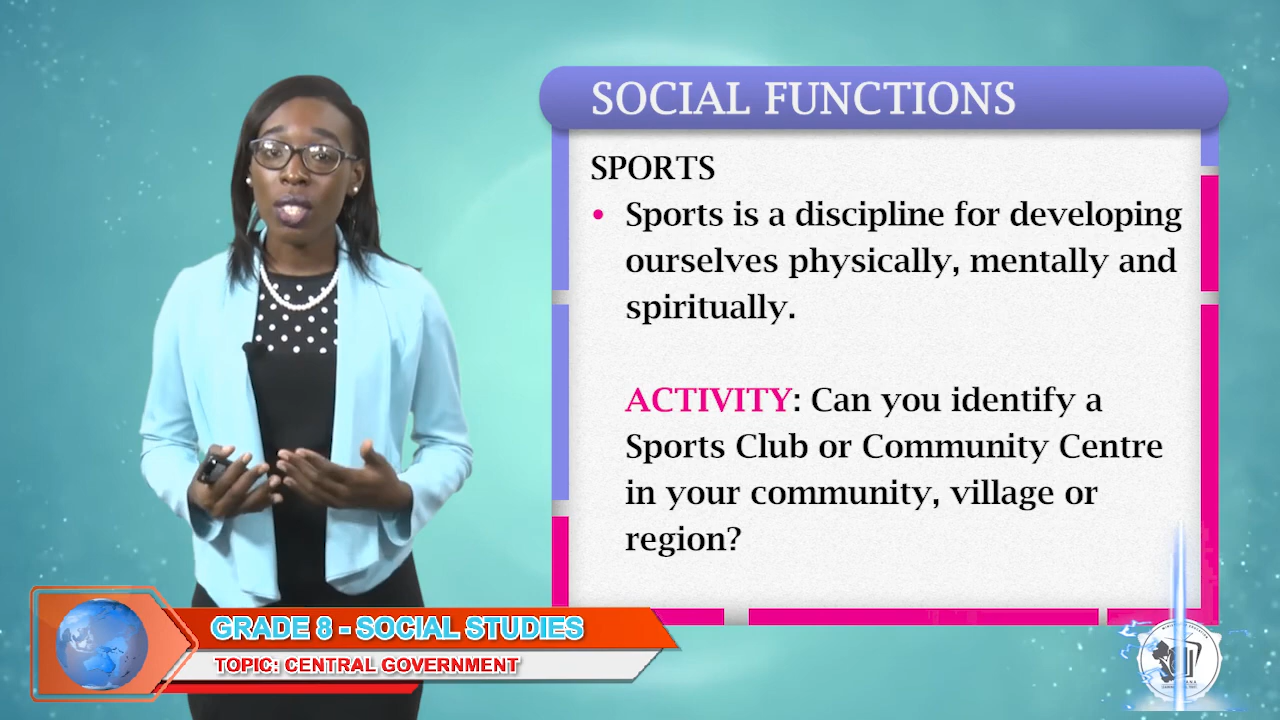 SOCIAL FUNCTIONS
SPORTS
• Sports is a discipline for developing
ourselves physically, mentally and
spiritually.
ACTIVITY: Can you identify a
Sports Club or Community Centre
in your community, village or
region?
GRADE 8 - SOCIAL STUDIES
TOPIC: CENTRAL GOVERNMENT